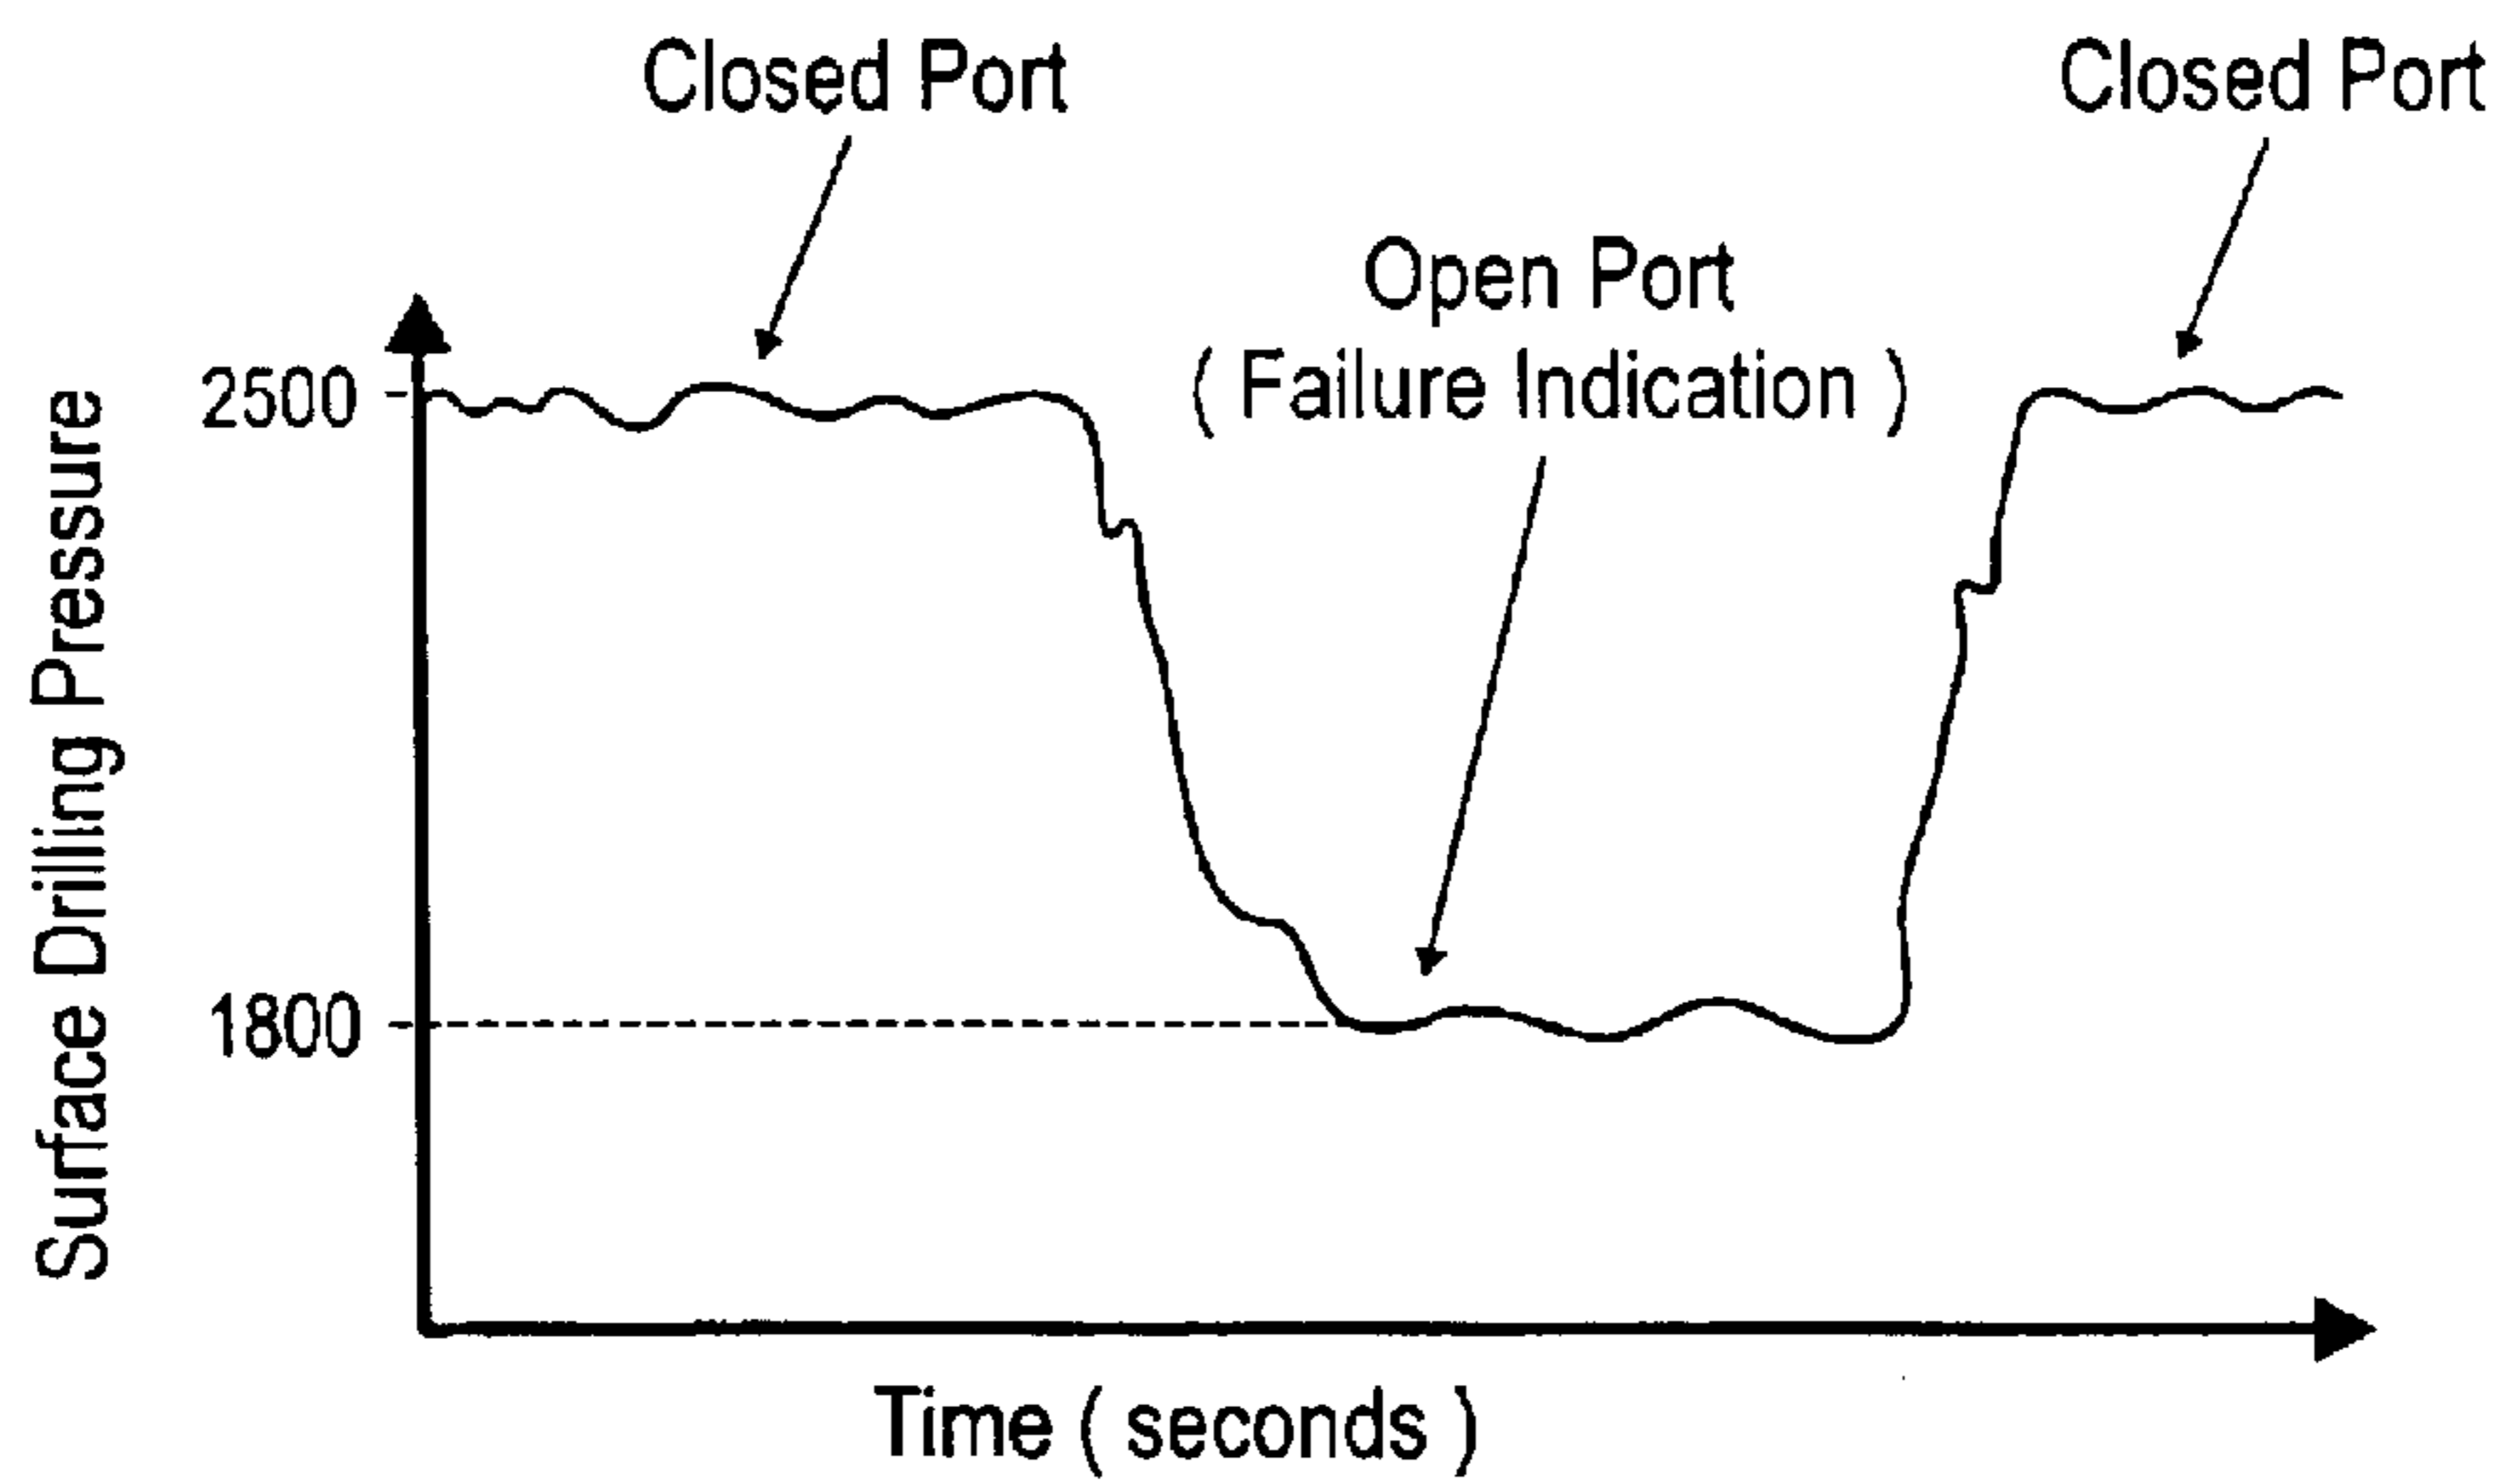 Closed Port
Closed Port
Open Port
( Failure Indication )
2500
1800
Surface Drilling Pressure
Time ( seconds )